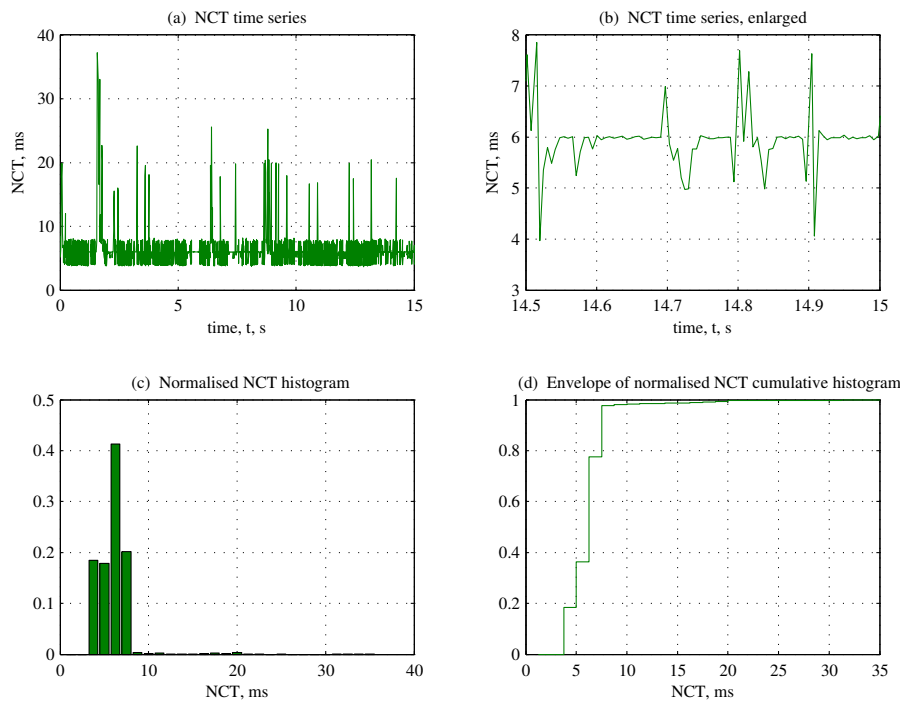 (a) NCT time series
40
30
20
10
0
NCT, ms
0 5 10 15
time, t, s
(b) NCT time series, enlarged
8
7
6
5
4
3
NCT, ms
14.5 14.6 14.7 14.8 14.9 15
time, t, s
(c) Normalised NCT histogram
0.5
0.4
0.3
0.2
0.1
0
0 10 20 30 40
NCT, ms
(d) Envelope of normalised NCT cumulative histogram
1
0.8
0.6
0.4
0.2
0
0 5 10 15 20 25 30 35
NCT, ms